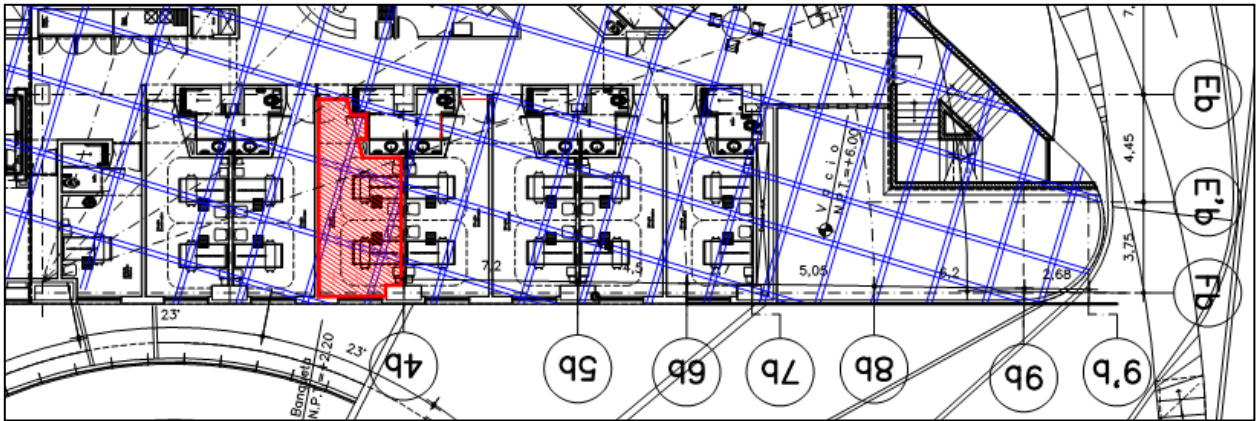 7,
Eb
4,45
E'b
3,75
Fb
Vacio
N.P.T.=+6.00
7,2
4,5
5,05
6,2
2,68
23'
23'
Banqueta
N.P.T.=+2,20
4b
5b
6b
7b
8b
9b
9'b